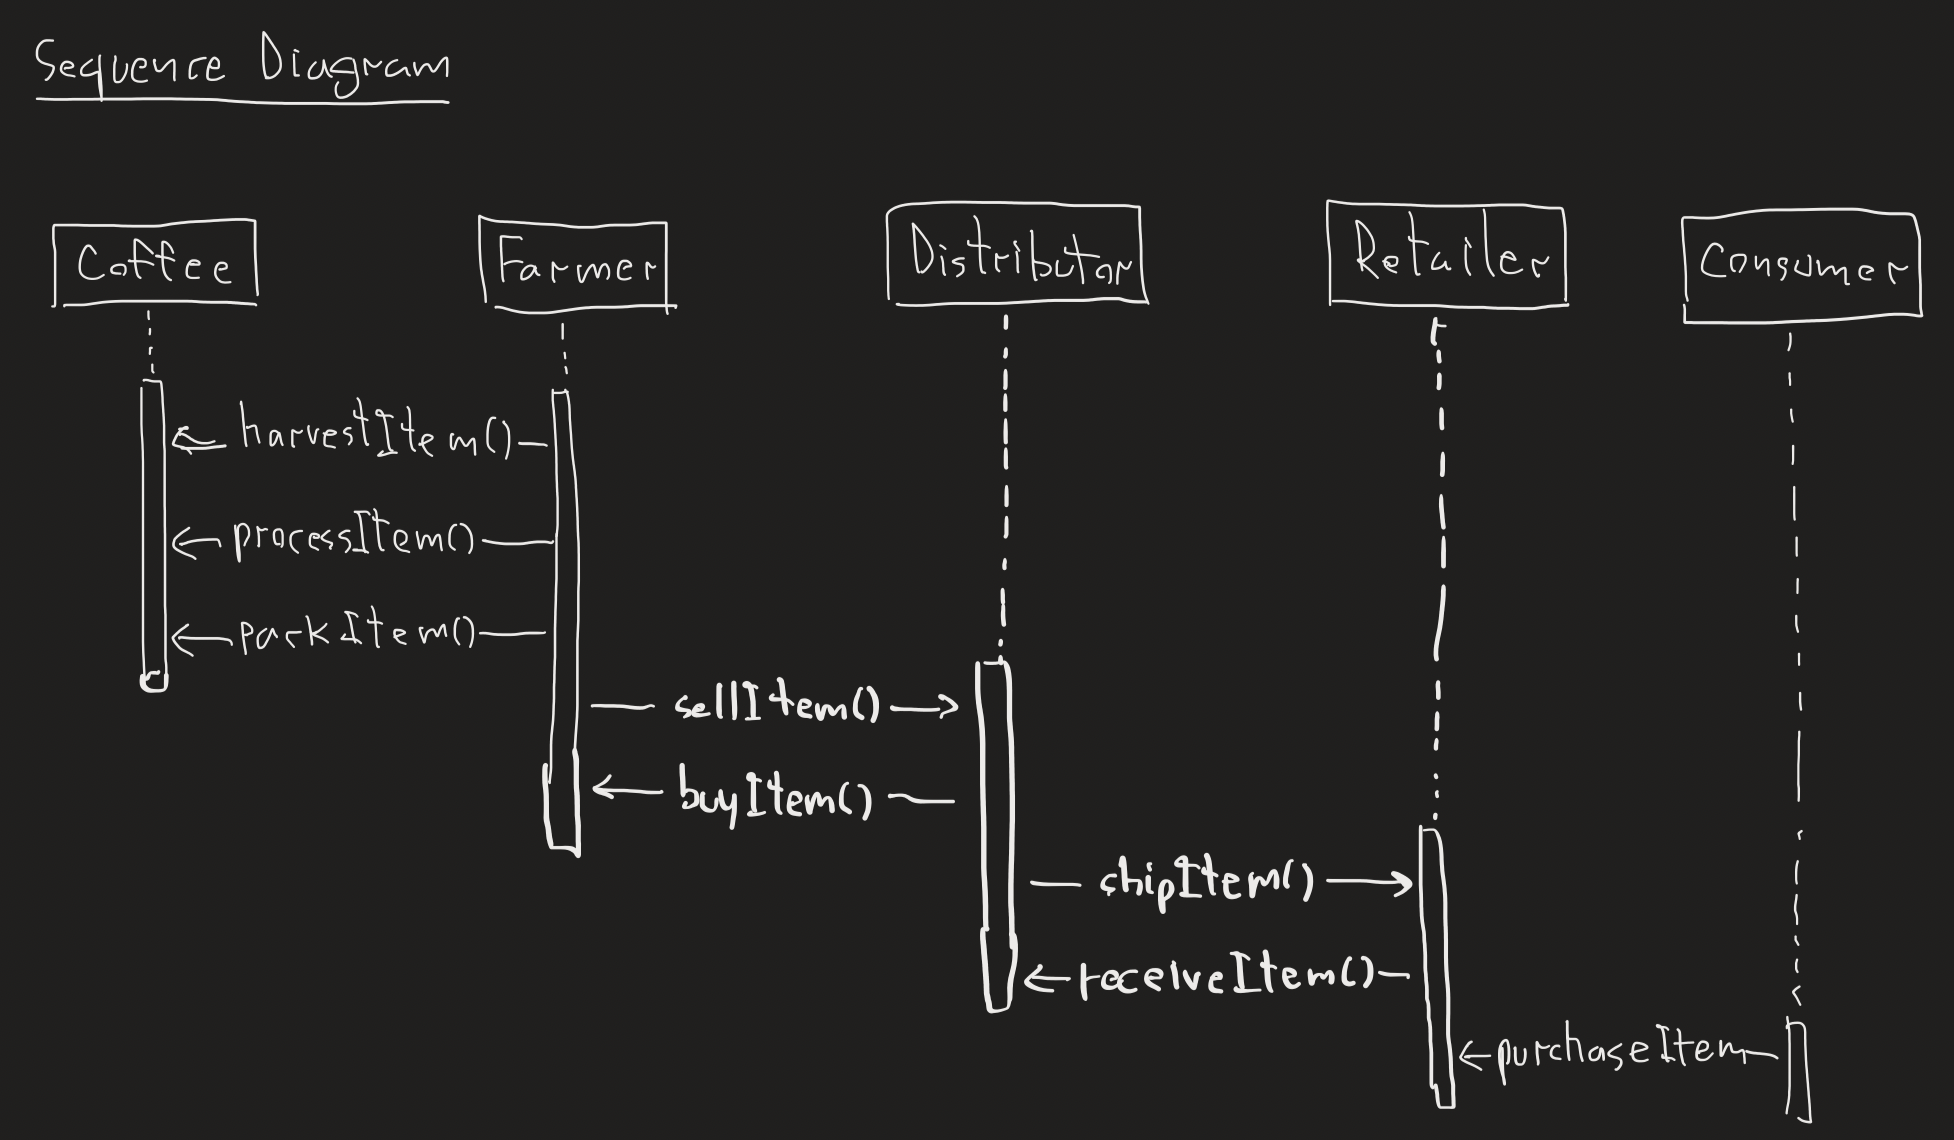 Sequence Diagram
Coffee
Farmer
Distributor
Retailer
Consumer
harvestItem()
processItem()
packItem()
sellItem()
buyItem()
shipItem()
receiveItem()
purchaseItem